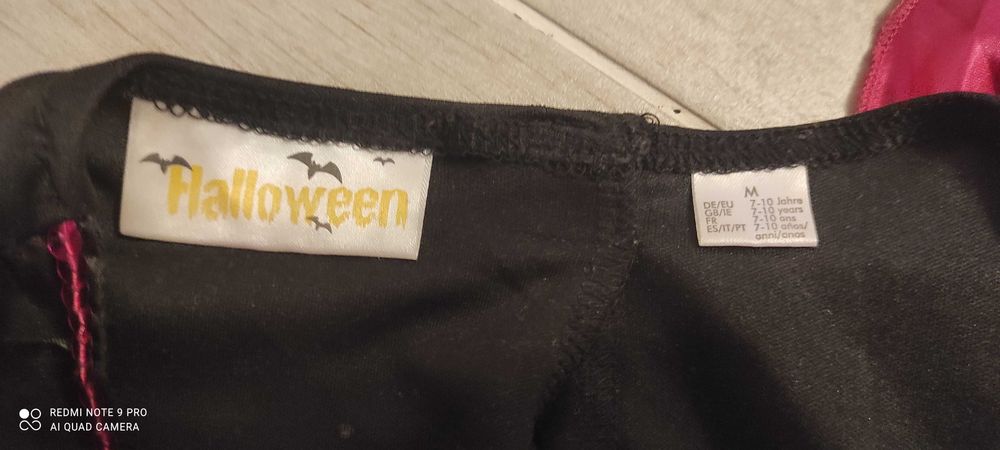 Halloween
M
DE/EU 7-10 Jahre
GB/IE 7-10 years
FR 7-10 ans
ES/IT/PT 7-10 años/
anni/anos
REDMI NOTE 9 PRO
AI QUAD CAMERA